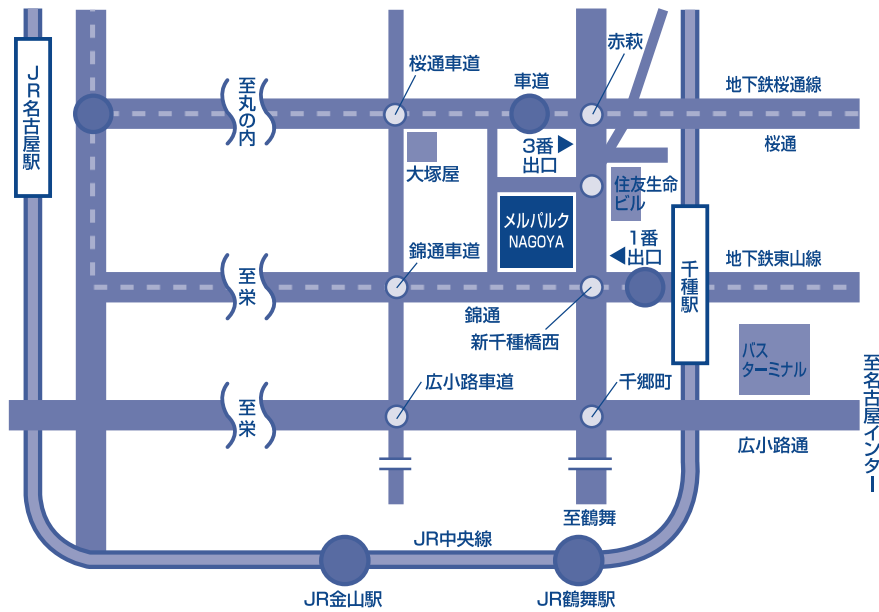 JR名古屋駅
至丸の内
桜通車道
車道
赤萩
地下鉄桜通線
桜通
大塚屋
3番
出口
住友生命
ビル
メルパルク
NAGOYA
1番
出口
千種駅
地下鉄東山線
至栄
錦通車道
錦通
新千種橋西
バス
ターミナル
至名古屋インター
至栄
広小路車道
千郷町
広小路通
至鶴舞
JR中央線
JR金山駅
JR鶴舞駅